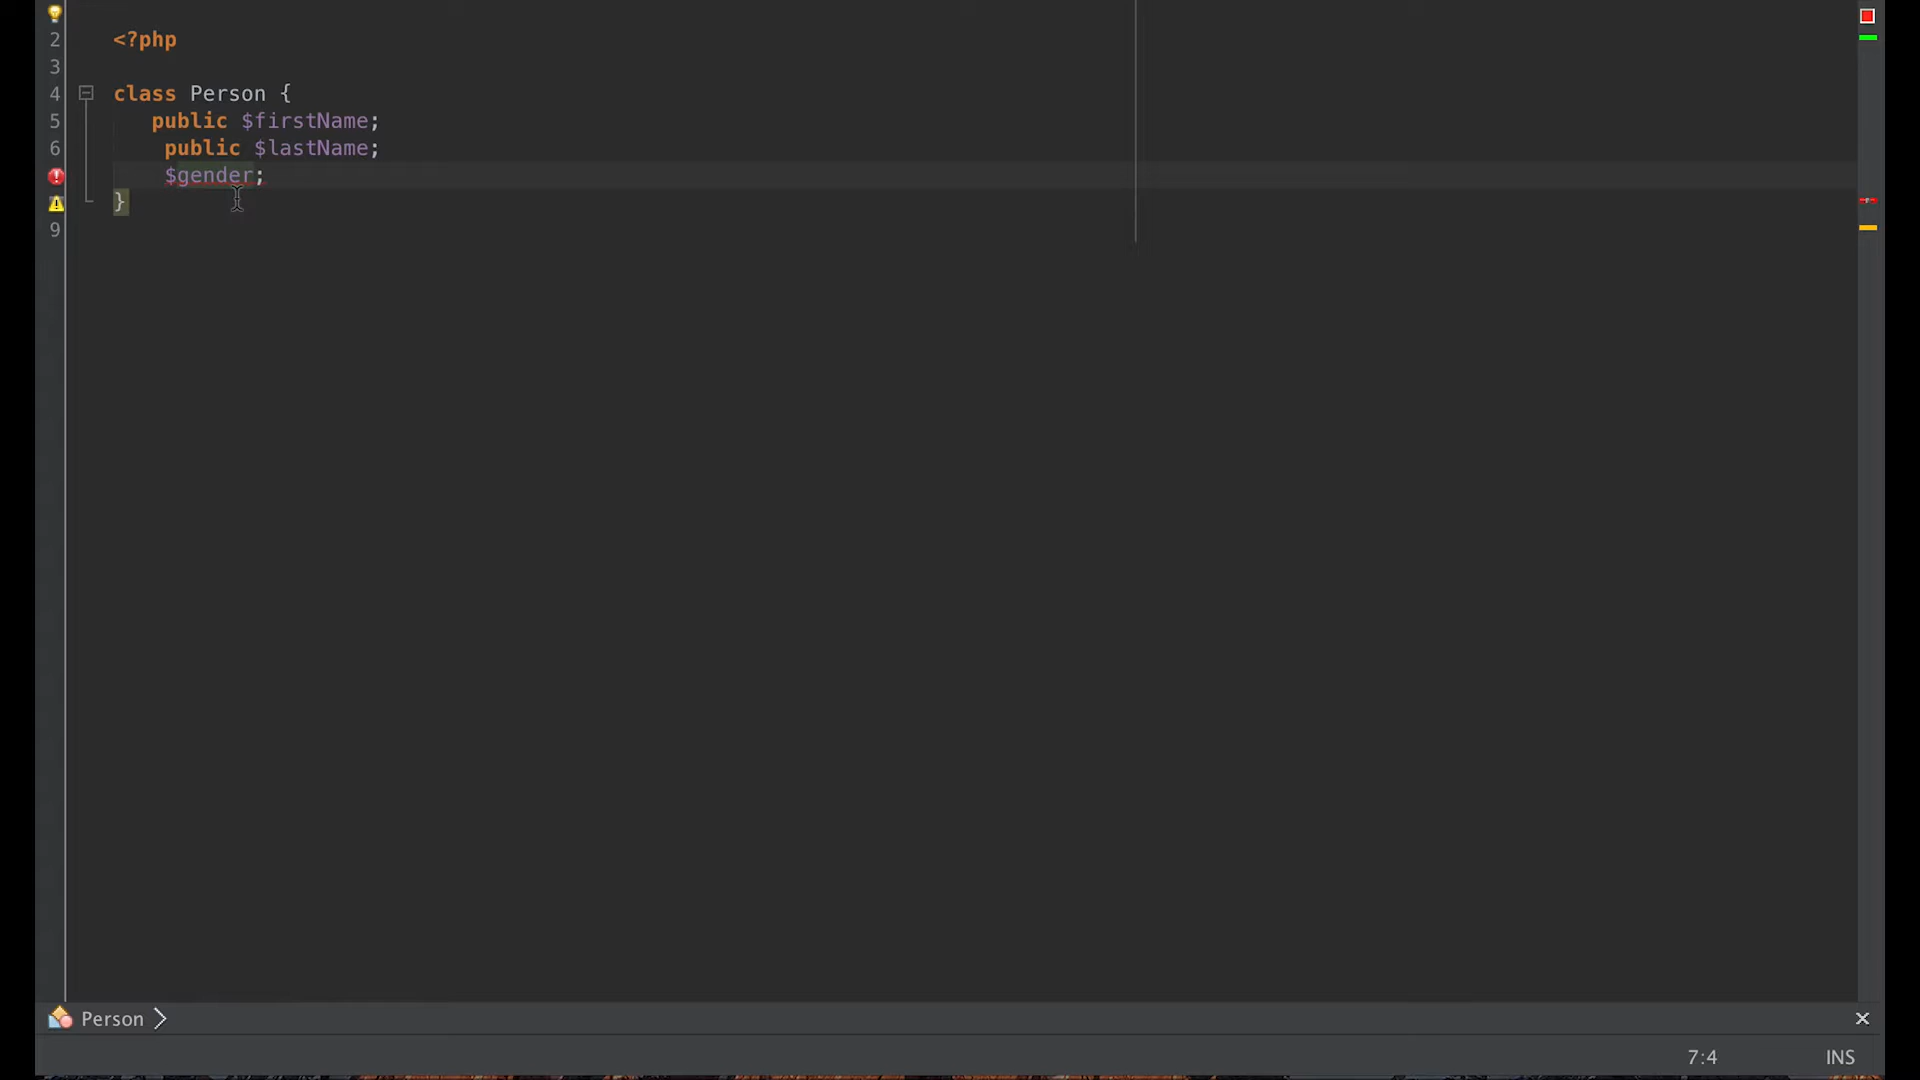 2 <?php
3
4 class Person {
5 public $firstName;
6 public $lastName;
$gender;
}
9
Person
7:4 INS